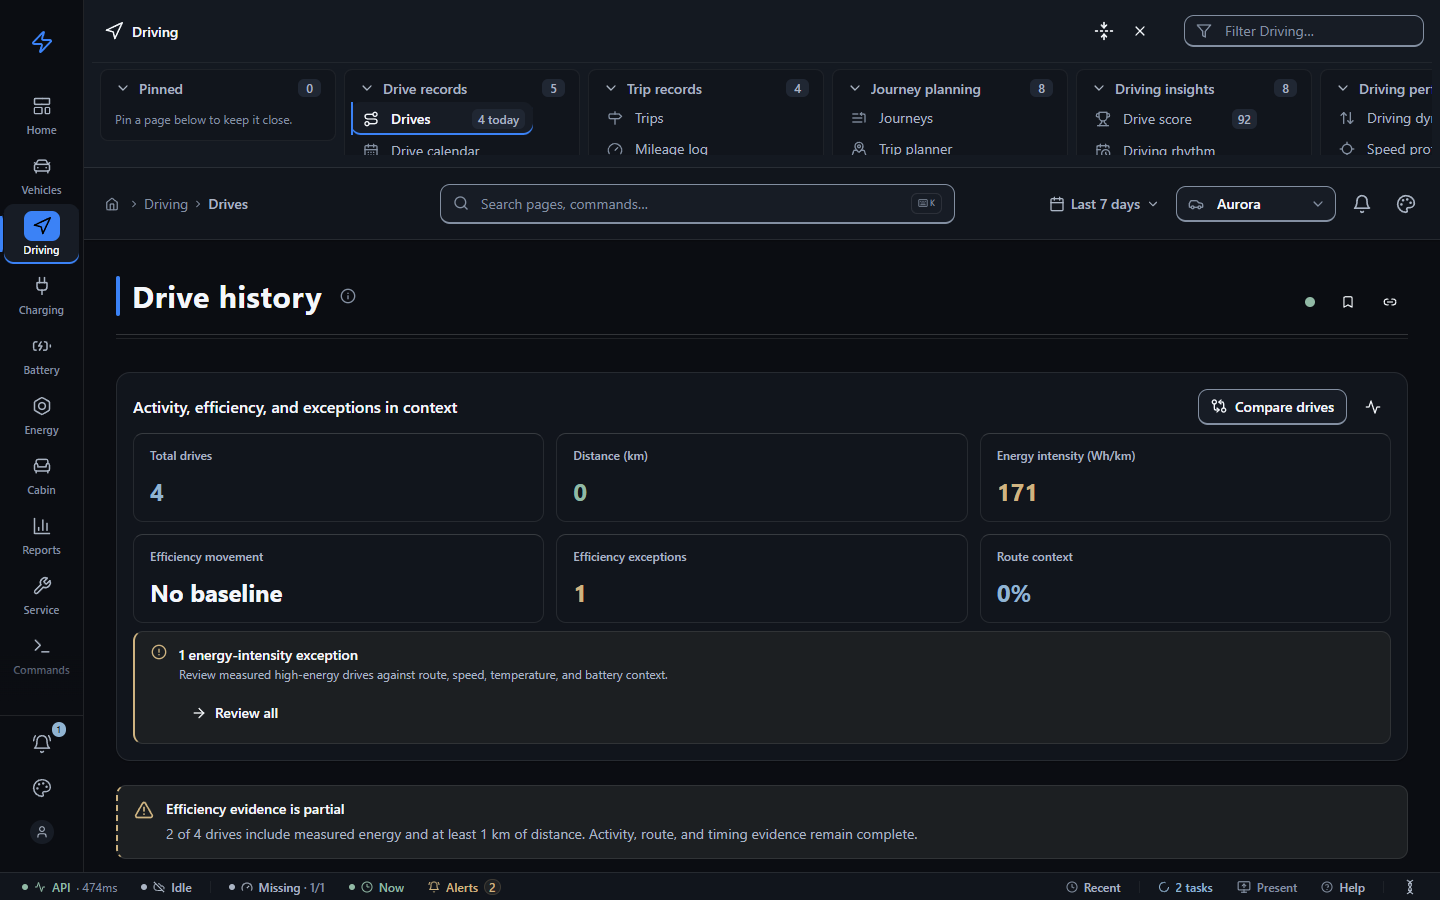 Driving
Filter Driving...
Pinned 0
Pin a page below to keep it close.
Drive records 5
Drives 4 today
Drive calendar
Trip records 4
Trips
Mileage log
Journey planning 8
Journeys
Trip planner
Driving insights 8
Drive score 92
Driving rhythm
Driving per
Driving dy
Speed pro
Home
Vehicles
Driving
Charging
Battery
Energy
Cabin
Reports
Service
Commands
1
Driving
Drives
Search pages, commands...
K
Last 7 days
Aurora
Drive history
Activity, efficiency, and exceptions in context
Compare drives
Total drives
4
Distance (km)
0
Energy intensity (Wh/km)
171
Efficiency movement
No baseline
Efficiency exceptions
1
Route context
0%
1 energy-intensity exception
Review measured high-energy drives against route, speed, temperature, and battery context.
Review all
Efficiency evidence is partial
2 of 4 drives include measured energy and at least 1 km of distance. Activity, route, and timing evidence remain complete.
API · 474ms
Idle
Missing · 1/1
Now
Alerts 2
Recent
2 tasks
Present
Help